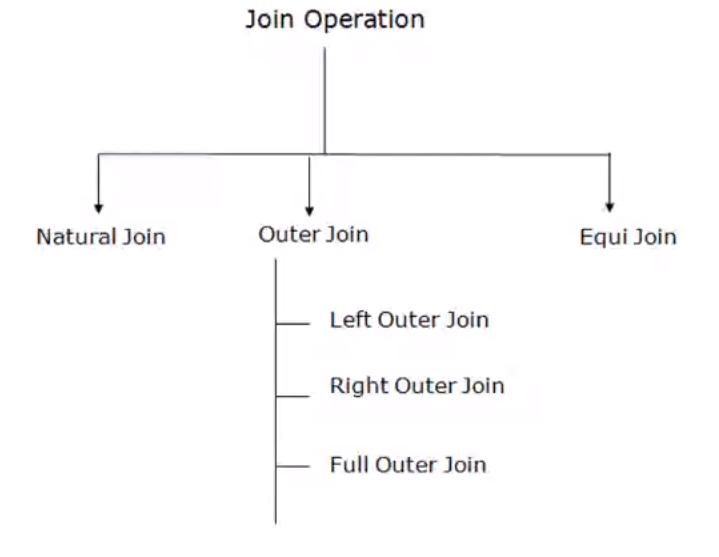 Join Operation
Natural Join
Outer Join
Equi Join
Left Outer Join
Right Outer Join
Full Outer Join